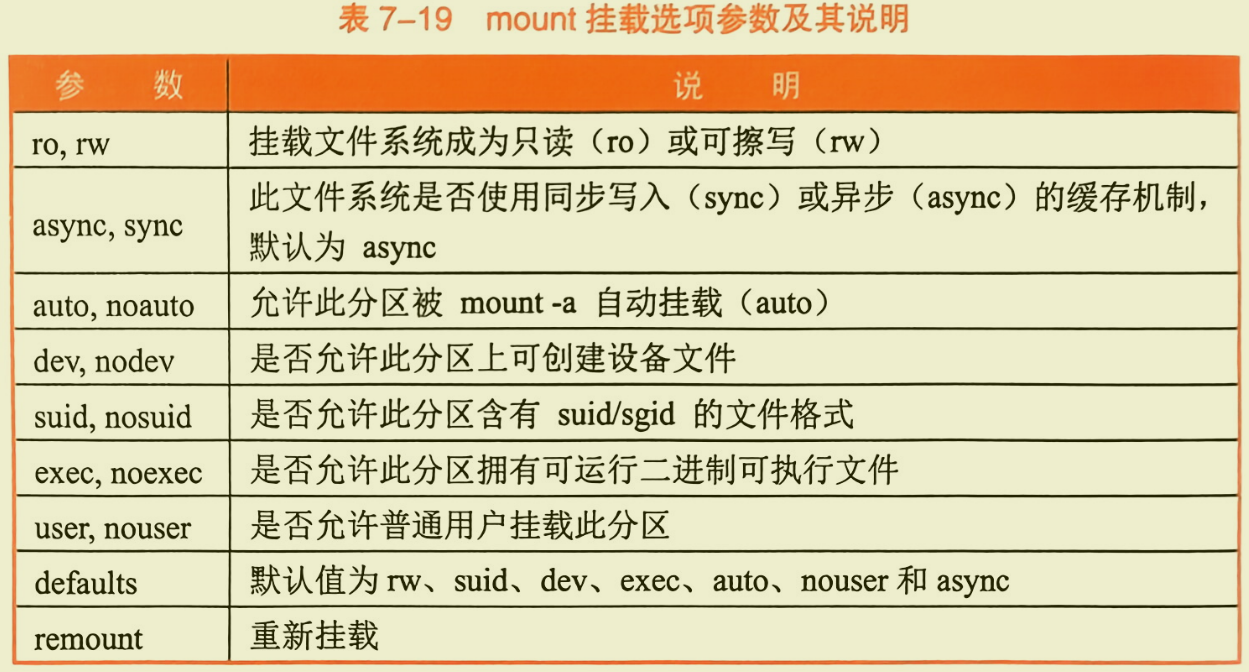 表 7-19 mount 挂载选项参数及其说明
参 数 说 明
ro, rw 挂载文件系统成为只读（ro）或可擦写（rw）
async, sync 此文件系统是否使用同步写入（sync）或异步（async）的缓存机制，
默认为 async
auto, noauto 允许此分区被 mount -a 自动挂载（auto）
dev, nodev 是否允许此分区上可创建设备文件
suid, nosuid 是否允许此分区含有 suid/sgid 的文件格式
exec, noexec 是否允许此分区拥有可运行二进制可执行文件
user, nouser 是否允许普通用户挂载此分区
defaults 默认值为 rw、suid、dev、exec、auto、nouser 和 async
remount 重新挂载